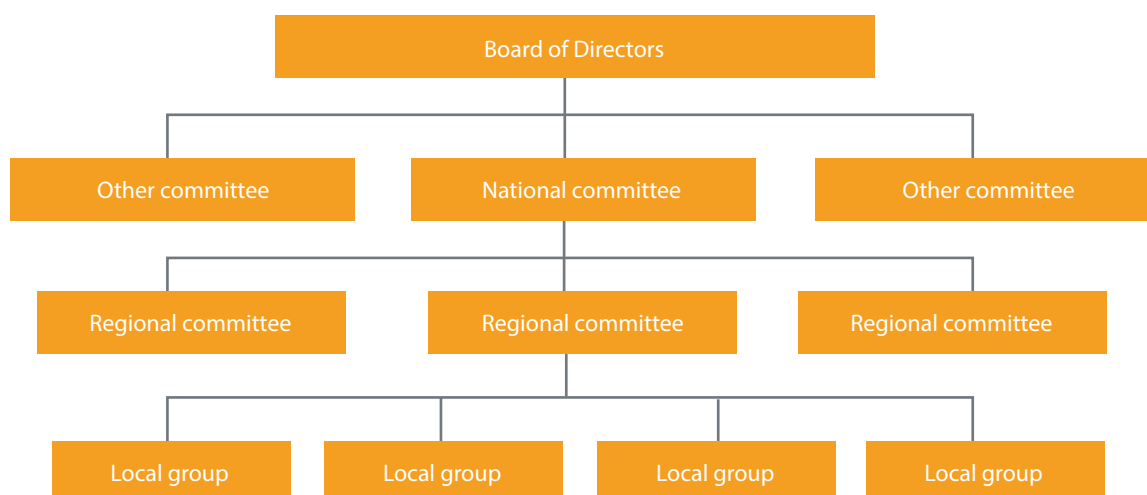 Board of Directors
Other committee
National committee
Other committee
Regional committee
Regional committee
Regional committee
Local group
Local group
Local group
Local group